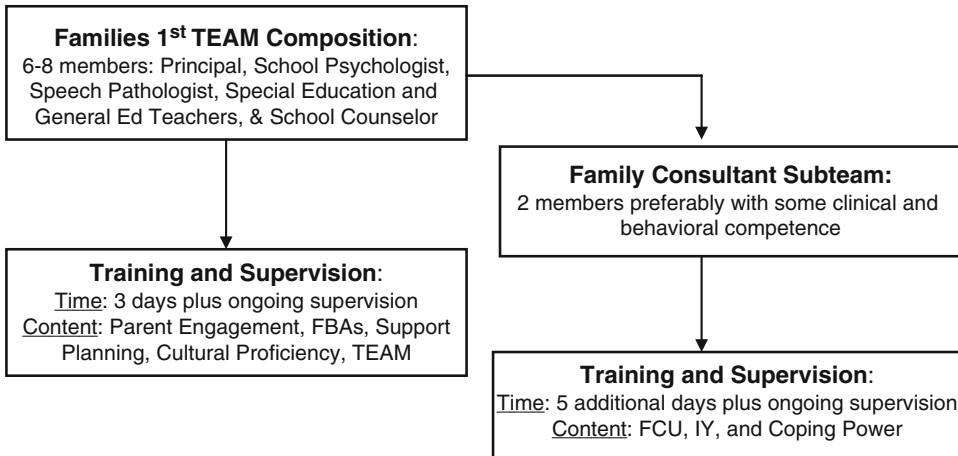 Families 1st TEAM Composition:
6-8 members: Principal, School Psychologist,
Speech Pathologist, Special Education and
General Ed Teachers, & School Counselor
Family Consultant Subteam:
2 members preferably with some clinical and
behavioral competence
Training and Supervision:
Time: 3 days plus ongoing supervision
Content: Parent Engagement, FBAs, Support
Planning, Cultural Proficiency, TEAM
Training and Supervision:
Time: 5 additional days plus ongoing supervision
Content: FCU, IY, and Coping Power